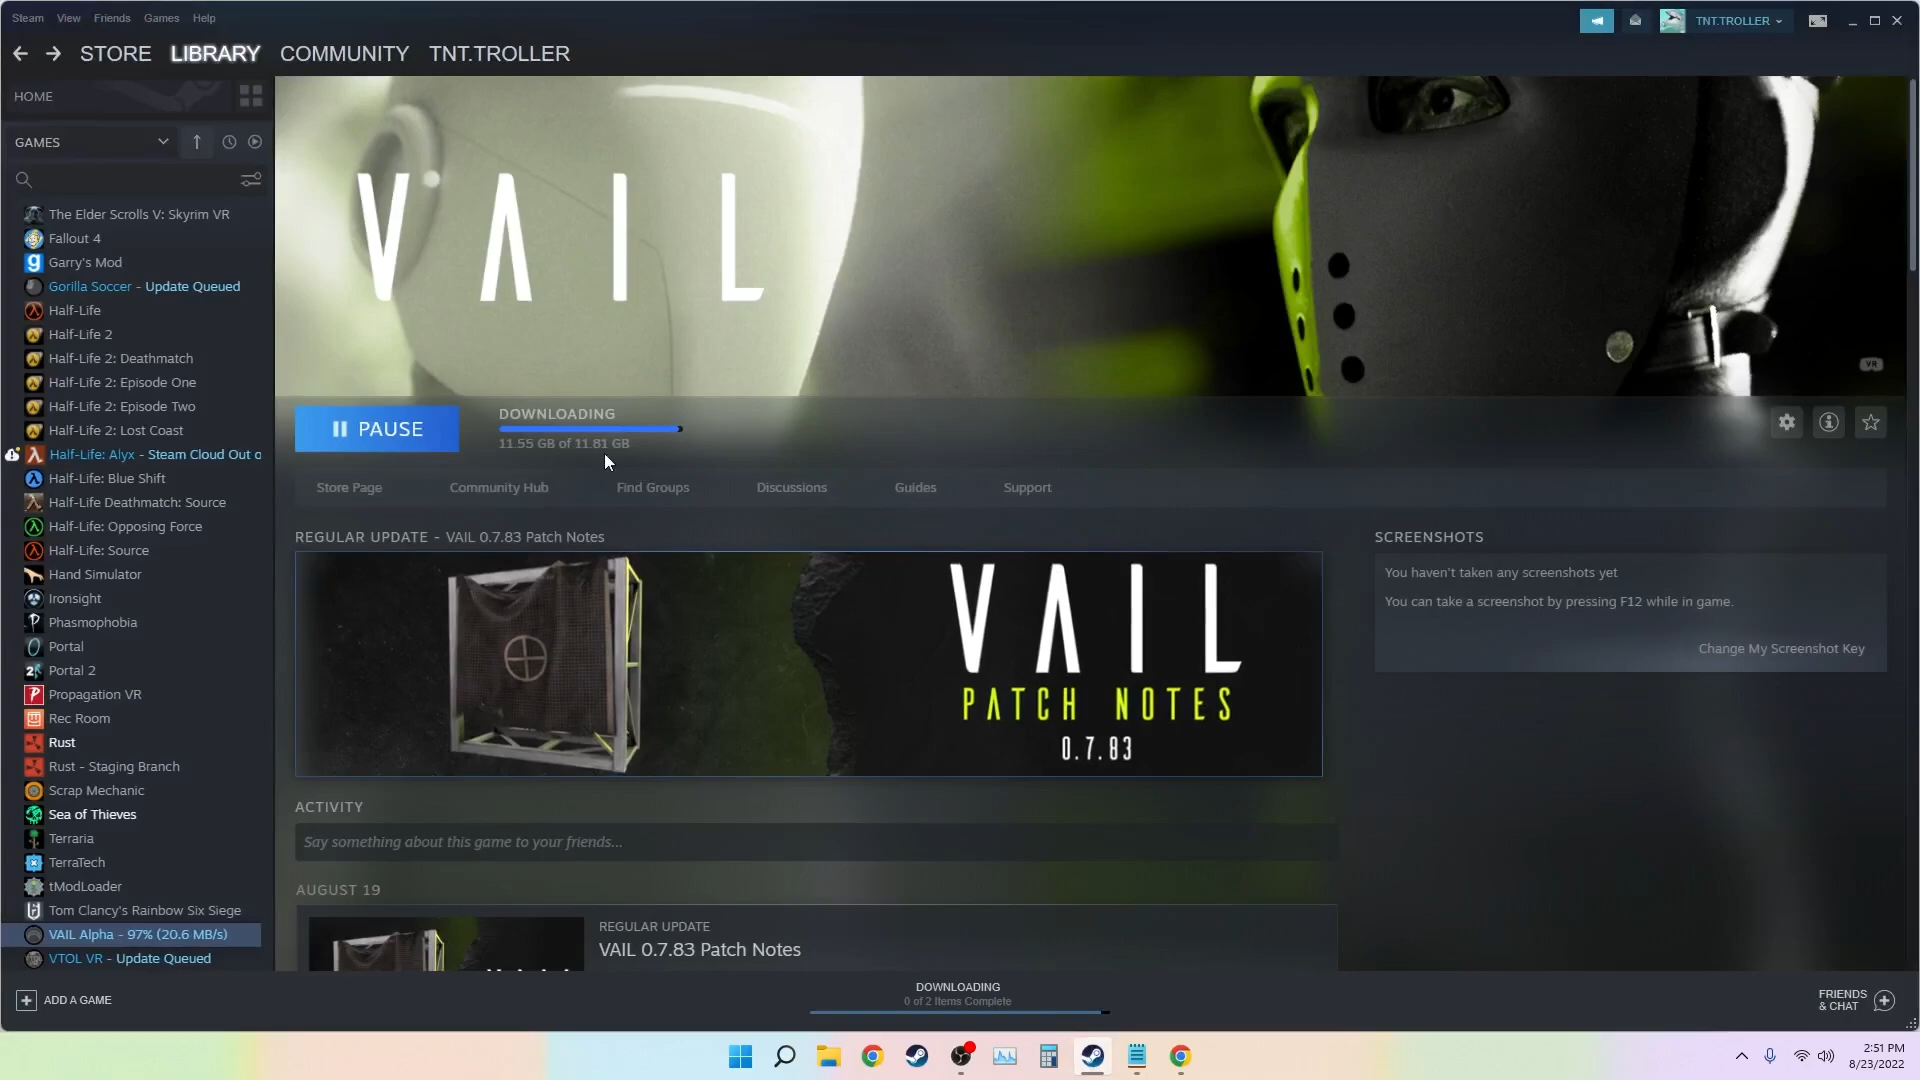 Steam View Friends Games Help
TNT.TROLLER
STORE LIBRARY COMMUNITY TNT.TROLLER
HOME
GAMES
The Elder Scrolls V: Skyrim VR
Fallout 4
Garry's Mod
Gorilla Soccer - Update Queued
Half-Life
Half-Life 2
Half-Life 2: Deathmatch
Half-Life 2: Episode One
Half-Life 2: Episode Two
Half-Life 2: Lost Coast
Half-Life: Alyx - Steam Cloud Out o
Half-Life: Blue Shift
Half-Life Deathmatch: Source
Half-Life: Opposing Force
Half-Life: Source
Hand Simulator
Ironsight
Phasmophobia
Portal
Portal 2
Propagation VR
Rec Room
Rust
Rust - Staging Branch
Scrap Mechanic
Sea of Thieves
Terraria
TerraTech
tModLoader
Tom Clancy's Rainbow Six Siege
VAIL Alpha - 97% (20.6 MB/s)
VTOL VR - Update Queued
ADD A GAME
VAIL
VR
PAUSE
DOWNLOADING
11.55 GB of 11.81 GB
Store Page Community Hub Find Groups Discussions Guides Support
REGULAR UPDATE - VAIL 0.7.83 Patch Notes
VAIL
PATCH NOTES
0.7.83
SCREENSHOTS
You haven't taken any screenshots yet
You can take a screenshot by pressing F12 while in game.
Change My Screenshot Key
ACTIVITY
Say something about this game to your friends...
AUGUST 19
REGULAR UPDATE
VAIL 0.7.83 Patch Notes
DOWNLOADING
0 of 2 Items Complete
FRIENDS
& CHAT
2:51 PM
8/23/2022